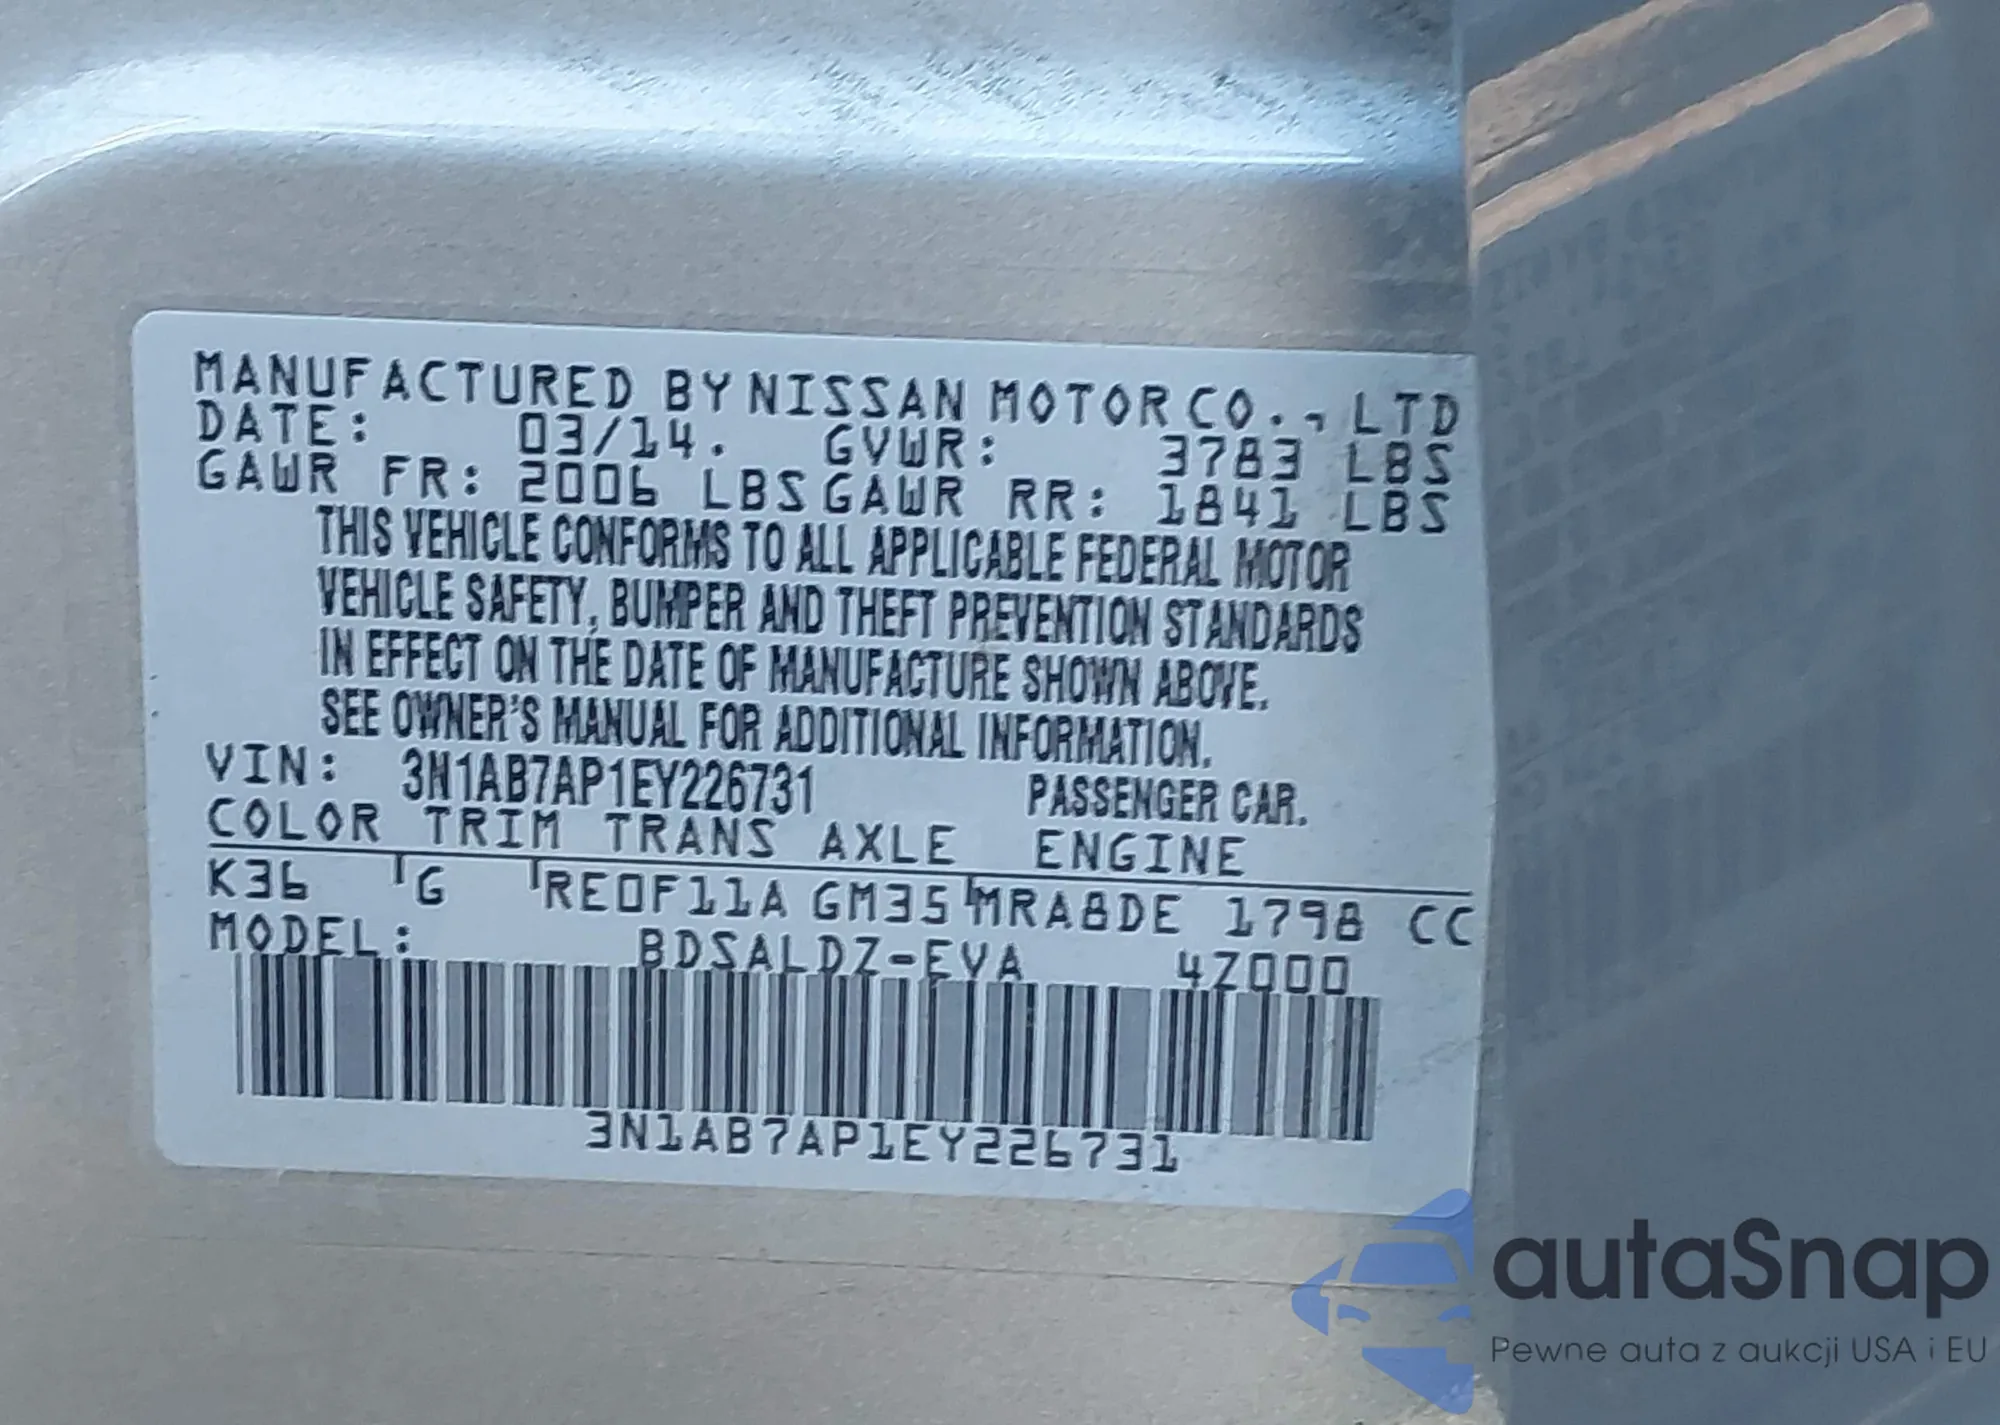 MANUFACTURED BY NISSAN MOTOR CO., LTD
DATE: 03/14. GVWR: 3783 LBS
GAWR FR: 2006 LBS GAWR RR: 1841 LBS
THIS VEHICLE CONFORMS TO ALL APPLICABLE FEDERAL MOTOR
VEHICLE SAFETY, BUMPER AND THEFT PREVENTION STANDARDS
IN EFFECT ON THE DATE OF MANUFACTURE SHOWN ABOVE.
SEE OWNER'S MANUAL FOR ADDITIONAL INFORMATION.
VIN: 3N1AB7AP1EY226731 PASSENGER CAR.
COLOR TRIM TRANS AXLE ENGINE
K36 G RE0F11A GM35 MRA8DE 1798 CC
MODEL: BDSALDZ-EVA 4Z000
3N1AB7AP1EY226731
autaSnap
Pewne auta z aukcji USA i EU